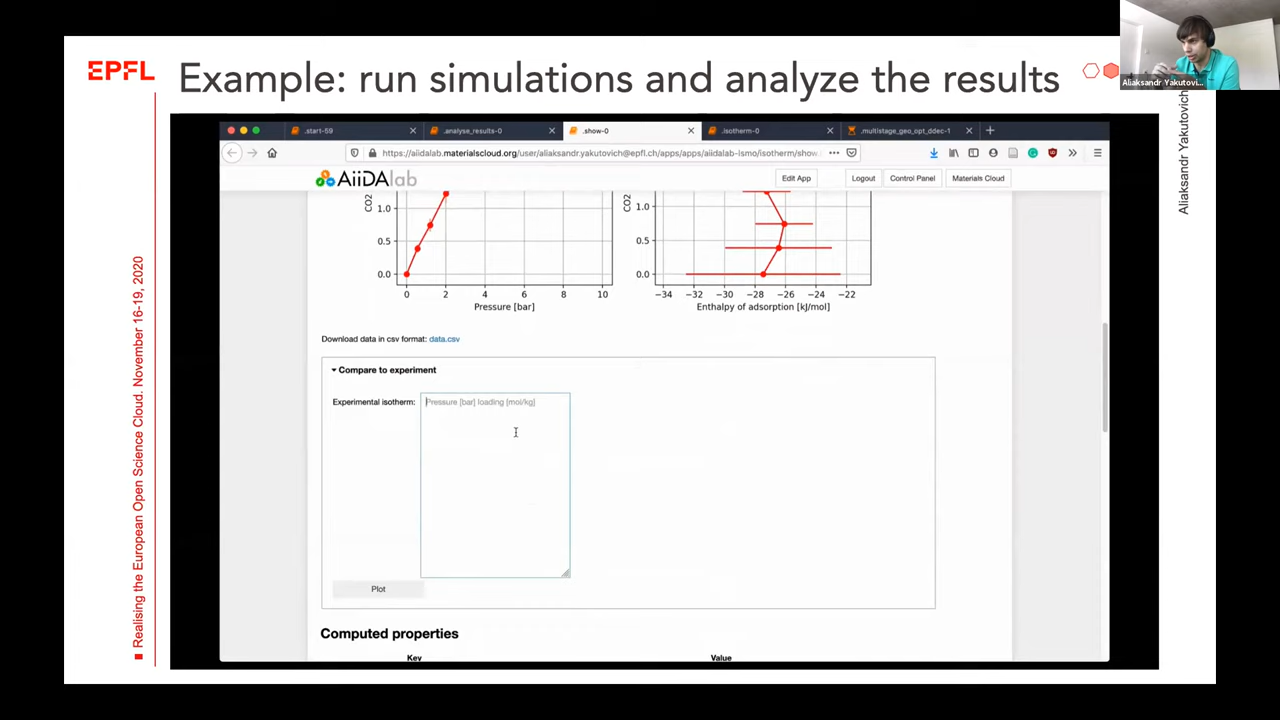 EPFL
Example: run simulations and analyze the results
Aliaksandr Yakutovi...
Aliaksandr Yakutovich
Realising the European Open Science Cloud. November 16-19, 2020
.start-59
.analyse_results-0
.show-0
.isotherm-0
.multistage_geo_opt_ddec-1
https://aiidalab.materialscloud.org/user/aliaksandr.yakutovich@epfl.ch/apps/apps/aiidalab-lsmo/isotherm/show.
AiiDAlab
Edit App
Logout
Control Panel
Materials Cloud
CO2
1.0
0.5
0.0
0 2 4 6 8 10
Pressure [bar]
CO2
1.0
0.5
0.0
−34 −32 −30 −28 −26 −24 −22
Enthalpy of adsorption [kJ/mol]
Download data in csv format: data.csv
Compare to experiment
Experimental isotherm:
Pressure [bar] loading [mol/kg]
Plot
Computed properties
Key Value